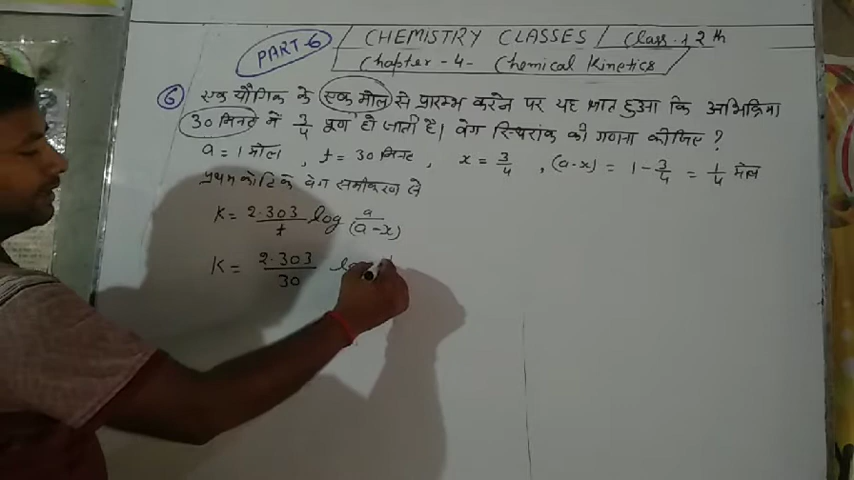 PART-6 CHEMISTRY CLASSES / Class-12th
Chapter-4- Chemical Kinetics
6 एक यौगिक के एक मोल से प्रारम्भ करने पर यह ज्ञात हुआ कि अभिक्रिया
30 मिनट में 3/4 पूर्ण हो जाती है। वेग स्थिरांक की गणना कीजिए ?
a = 1 मोल , t = 30 मिनट , x = 3/4 , (a-x) = 1 - 3/4 = 1/4 मोल
प्रथम कोटि के वेग समीकरण से
K = 2.303/t log a/(a-x)
K = 2.303/30